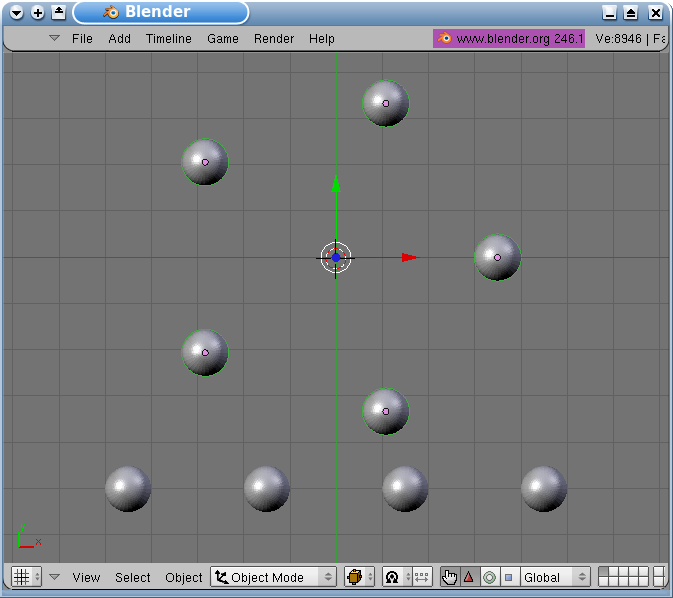 Blender
File Add Timeline Game Render Help www.blender.org 246.1 Ve:8946 | Fa
x
View Select Object Object Mode Global